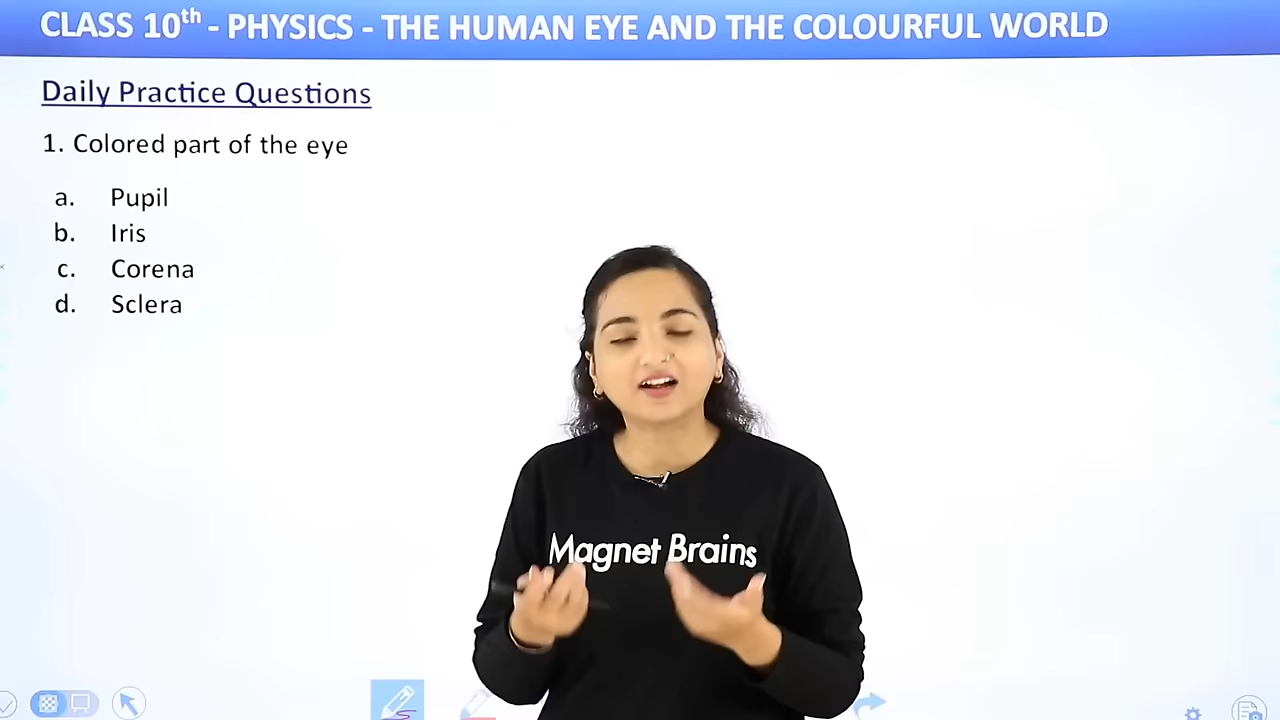 CLASS 10th - PHYSICS - THE HUMAN EYE AND THE COLOURFUL WORLD
Daily Practice Questions
1. Colored part of the eye
a. Pupil
b. Iris
c. Corena
d. Sclera
Magnet Brains